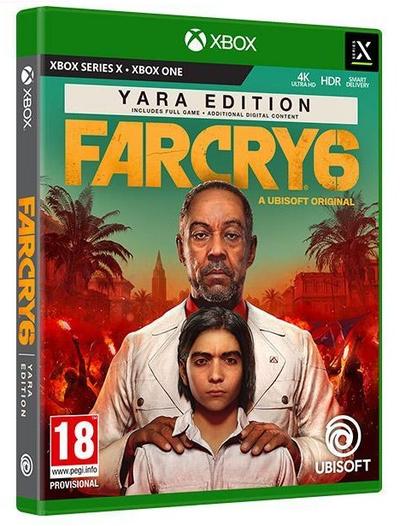 XBOX
SERIES X
XBOX SERIES X • XBOX ONE
4K
ULTRA HD
HDR
SMART
DELIVERY
YARA EDITION
INCLUDES FULL GAME • ADDITIONAL DIGITAL CONTENT
FARCRY6
A UBISOFT ORIGINAL
18
www.pegi.info
PROVISIONAL
UBISOFT
XBOX
FARCRY6
YARA
EDITION